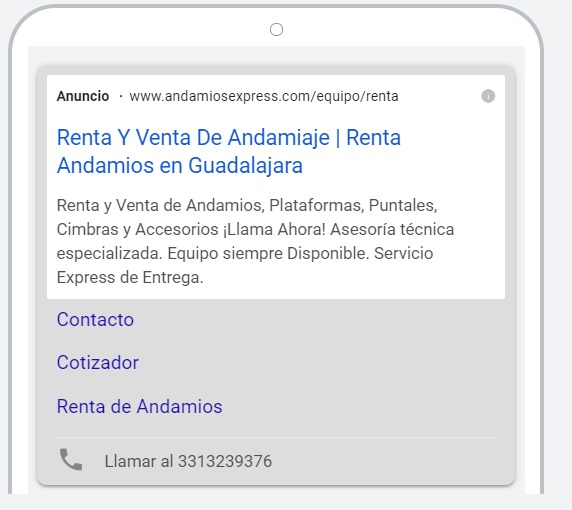 Anuncio · www.andamiosexpress.com/equipo/renta
Renta Y Venta De Andamiaje | Renta
Andamios en Guadalajara
Renta y Venta de Andamios, Plataformas, Puntales,
Cimbras y Accesorios ¡Llama Ahora! Asesoría técnica
especializada. Equipo siempre Disponible. Servicio
Express de Entrega.
Contacto
Cotizador
Renta de Andamios
Llamar al 3313239376